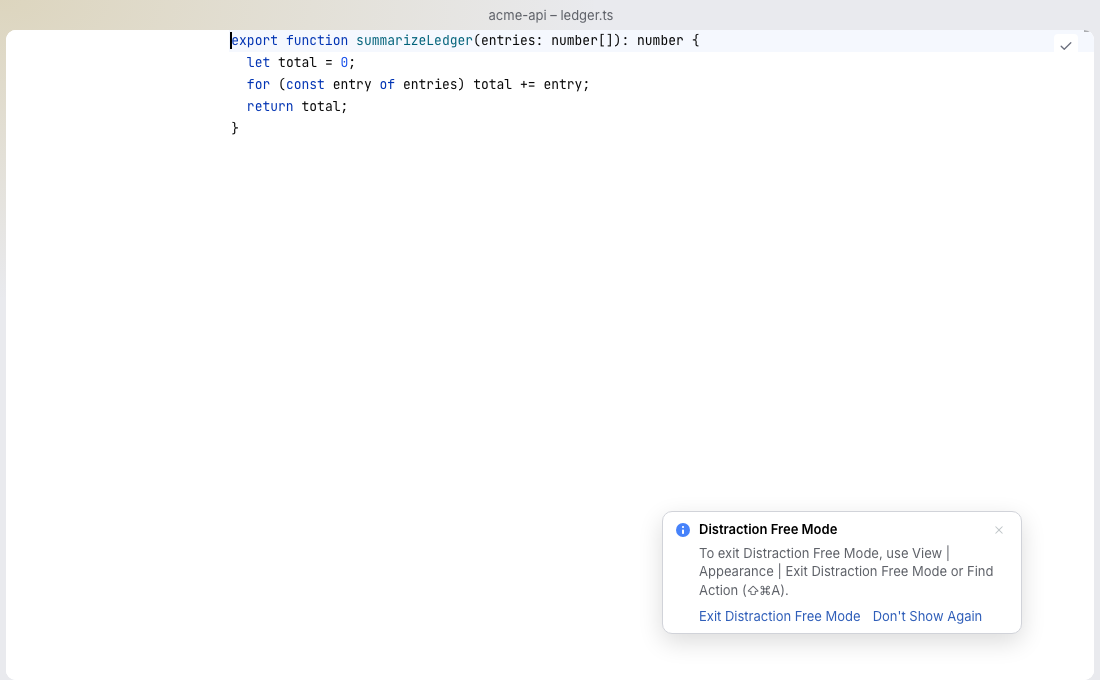 acme-api – ledger.ts
export function summarizeLedger(entries: number[]): number {
  let total = 0;
  for (const entry of entries) total += entry;
  return total;
}
Distraction Free Mode
To exit Distraction Free Mode, use View |
Appearance | Exit Distraction Free Mode or Find
Action (⇧⌘A).
Exit Distraction Free Mode Don't Show Again